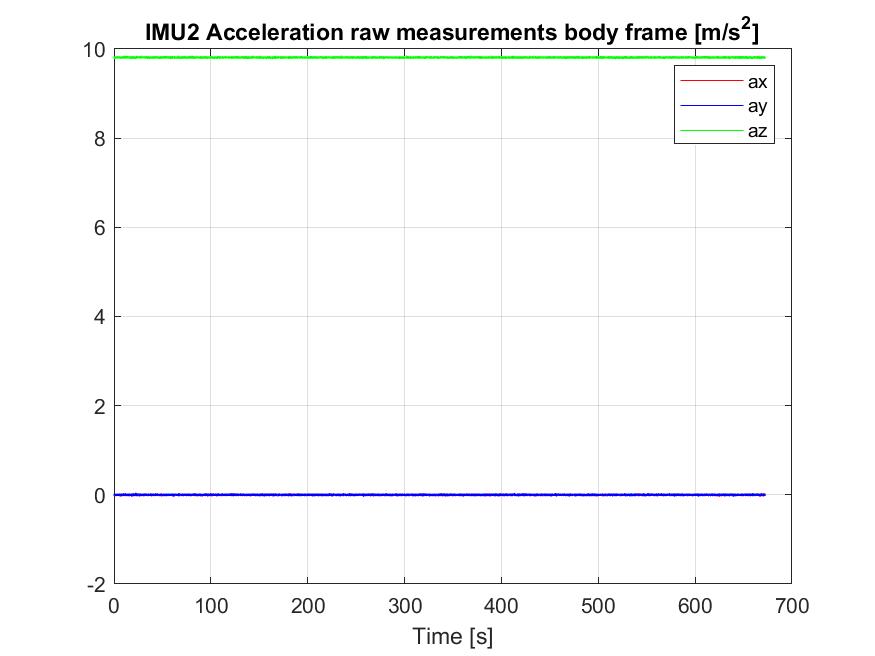 IMU2 Acceleration raw measurements body frame [m/s²]
10
8
6
4
2
0
-2
ax
ay
az
0 100 200 300 400 500 600 700
Time [s]